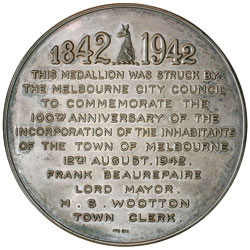 1842 1942
THIS MEDALLION WAS STRUCK BY
THE MELBOURNE CITY COUNCIL
TO COMMEMORATE THE
100TH ANNIVERSARY OF THE
INCORPORATION OF THE INHABITANTS
OF THE TOWN OF MELBOURNE.
12TH AUGUST. 1942.
FRANK BEAUREPAIRE
LORD MAYOR.
H. S. WOOTTON
TOWN CLERK.